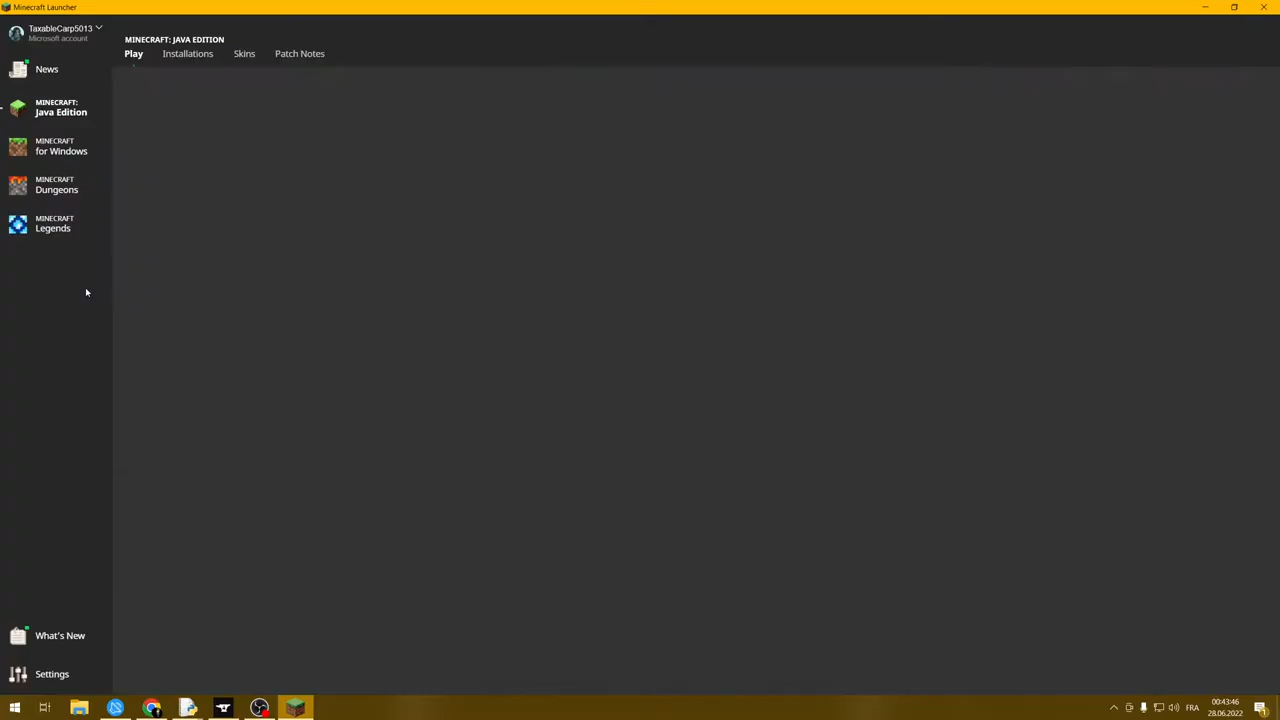 Minecraft Launcher
TaxableCarp5013
Microsoft account
News
MINECRAFT:
Java Edition
MINECRAFT
for Windows
MINECRAFT
Dungeons
MINECRAFT
Legends
MINECRAFT: JAVA EDITION
Play Installations Skins Patch Notes
What's New
Settings
FRA
00:43:46
28.06.2022
1